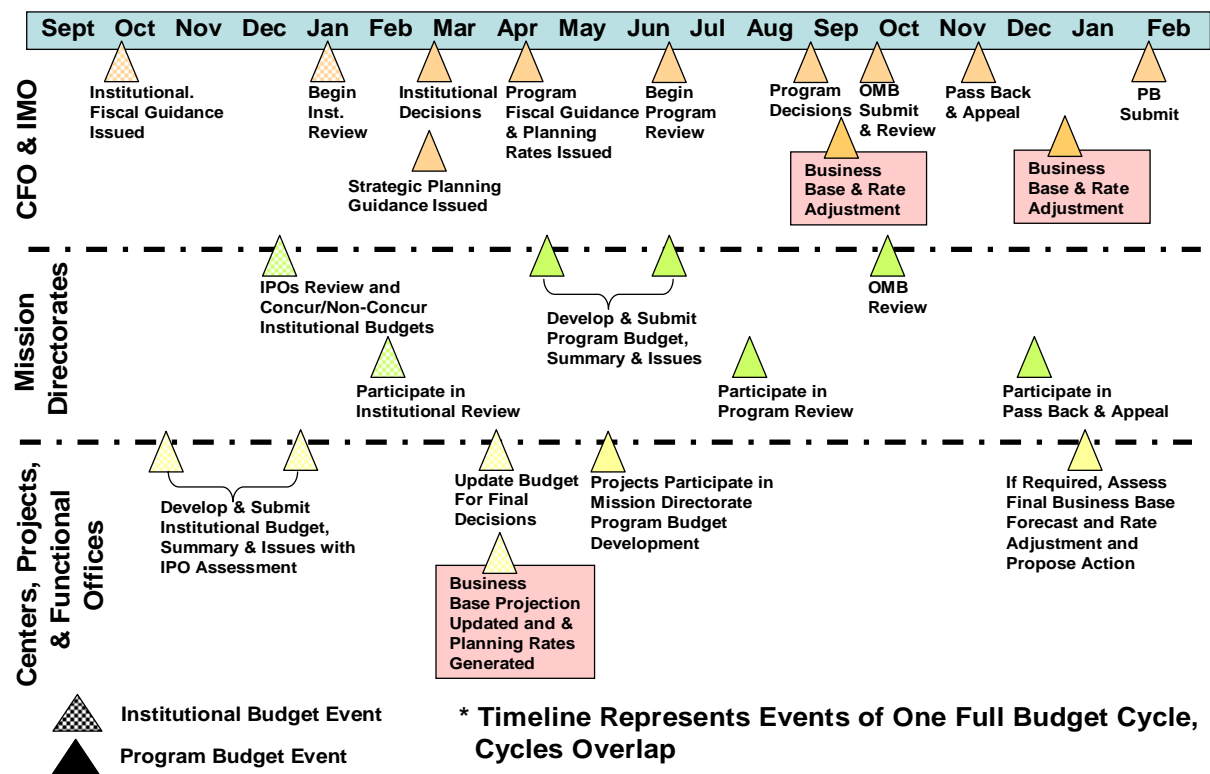 Sept Oct Nov Dec Jan Feb Mar Apr May Jun Jul Aug Sep Oct Nov Dec Jan Feb
CFO & IMO
Institutional.
Fiscal Guidance
Issued
Begin
Inst.
Review
Institutional
Decisions
Program
Fiscal Guidance
& Planning
Rates Issued
Begin
Program
Review
Program
Decisions
OMB
Submit
& Review
Pass Back
& Appeal
PB
Submit
Strategic Planning
Guidance Issued
Business
Base & Rate
Adjustment
Business
Base & Rate
Adjustment
Mission
Directorates
IPOs Review and
Concur/Non-Concur
Institutional Budgets
Develop & Submit
Program Budget,
Summary & Issues
OMB
Review
Participate in
Institutional Review
Participate in
Program Review
Participate in
Pass Back & Appeal
Centers, Projects,
& Functional
Offices
Develop & Submit
Institutional Budget,
Summary & Issues with
IPO Assessment
Update Budget
For Final
Decisions
Projects Participate in
Mission Directorate
Program Budget
Development
If Required, Assess
Final Business Base
Forecast and Rate
Adjustment and
Propose Action
Business
Base Projection
Updated and &
Planning Rates
Generated
Institutional Budget Event
Program Budget Event
* Timeline Represents Events of One Full Budget Cycle,
Cycles Overlap